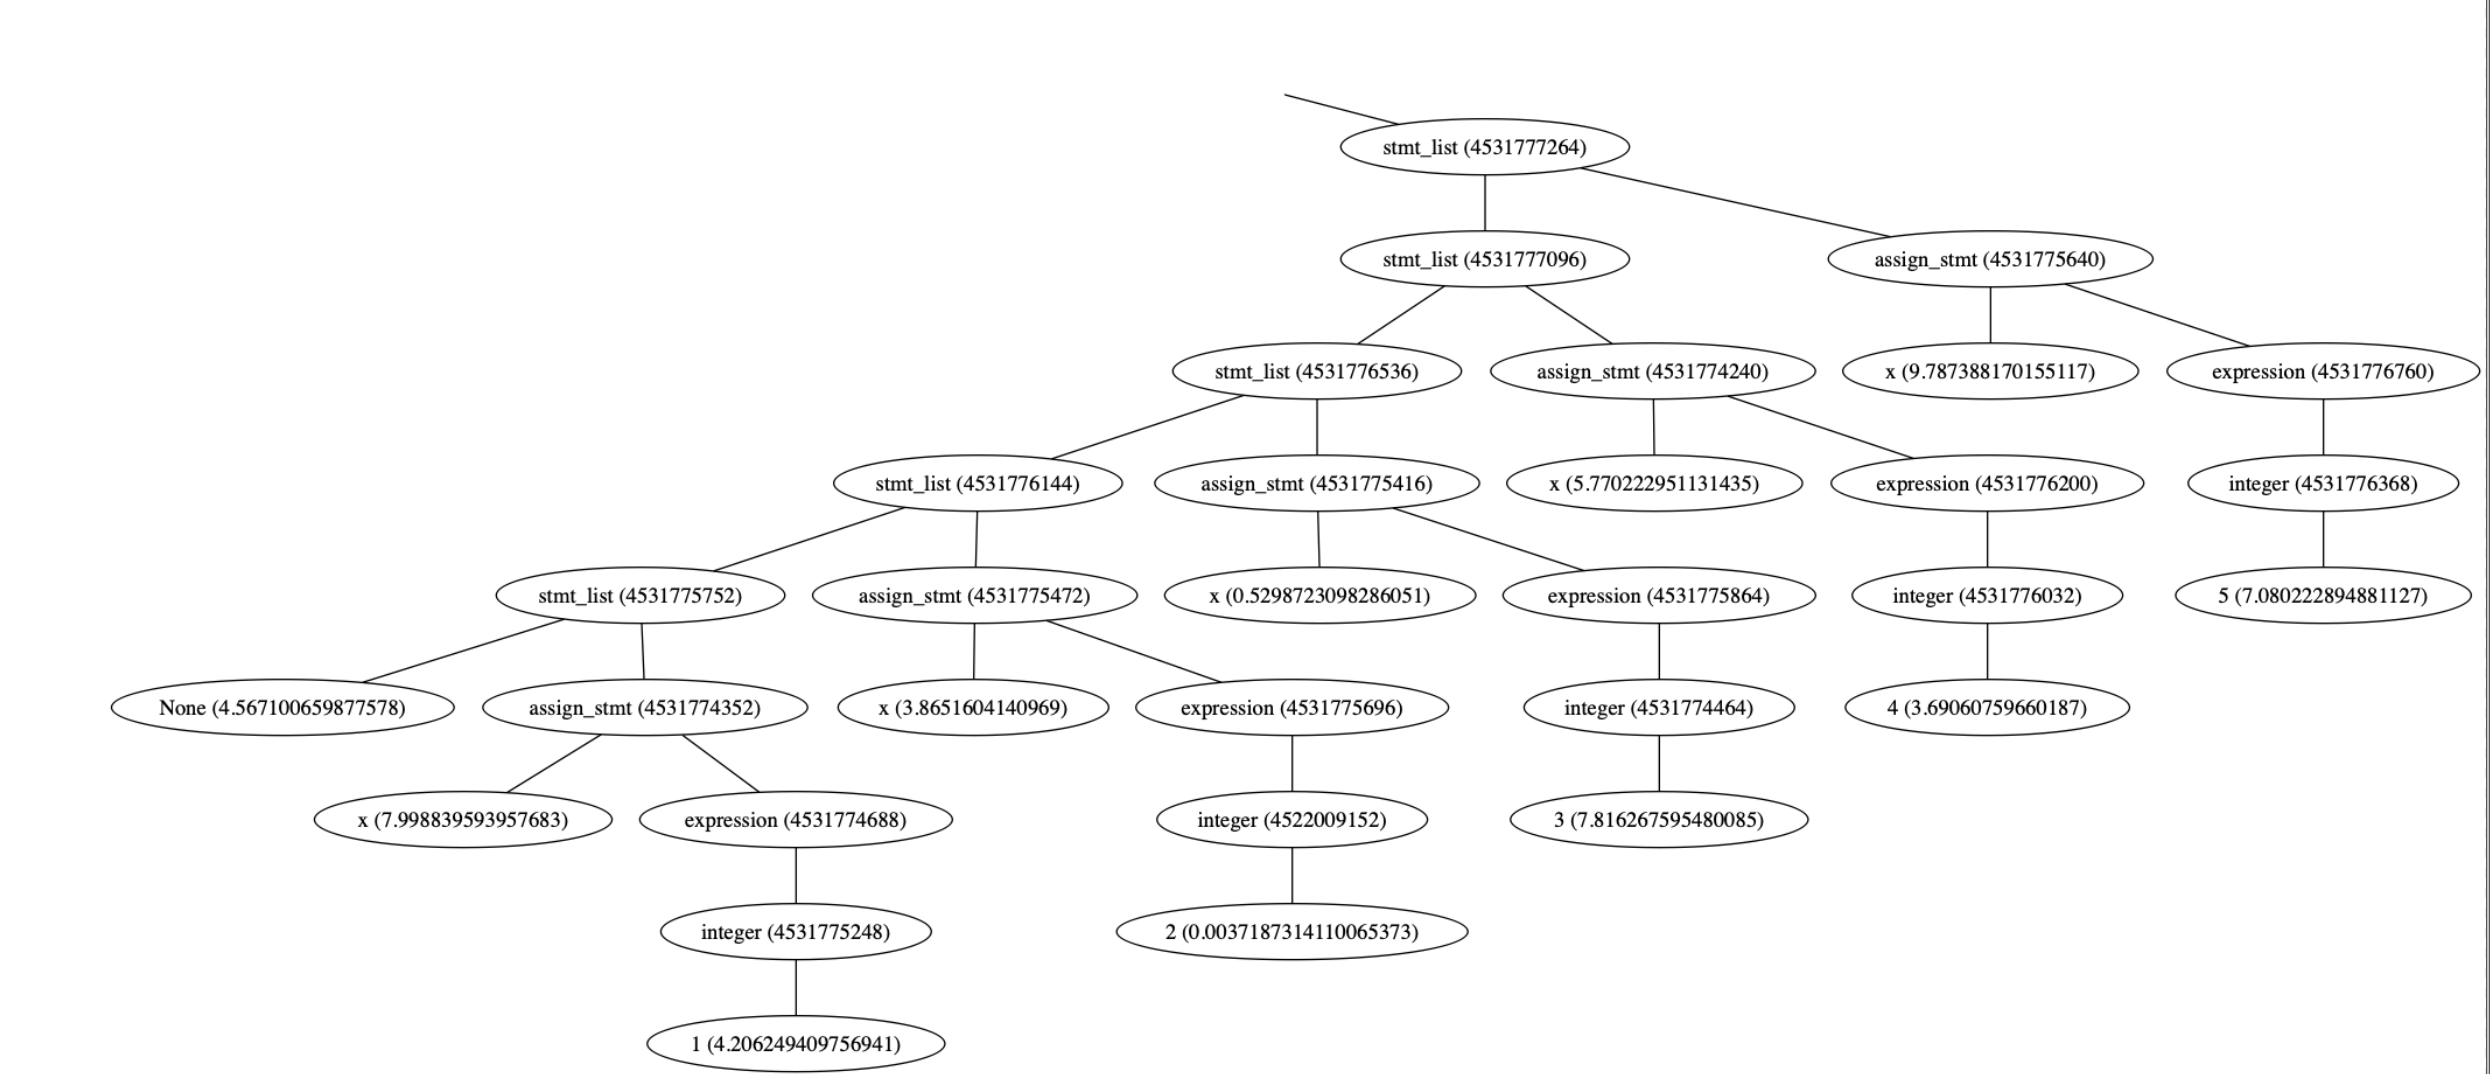 stmt_list (4531777264)
stmt_list (4531777096)
assign_stmt (4531775640)
stmt_list (4531776536)
assign_stmt (4531774240)
x (9.787388170155117)
expression (4531776760)
stmt_list (4531776144)
assign_stmt (4531775416)
x (5.770222951131435)
expression (4531776200)
integer (4531776368)
stmt_list (4531775752)
assign_stmt (4531775472)
x (0.5298723098286051)
expression (4531775864)
integer (4531776032)
5 (7.080222894881127)
None (4.567100659877578)
assign_stmt (4531774352)
x (3.8651604140969)
expression (4531775696)
integer (4531774464)
4 (3.69060759660187)
x (7.998839593957683)
expression (4531774688)
integer (4522009152)
3 (7.816267595480085)
integer (4531775248)
2 (0.0037187314110065373)
1 (4.206249409756941)